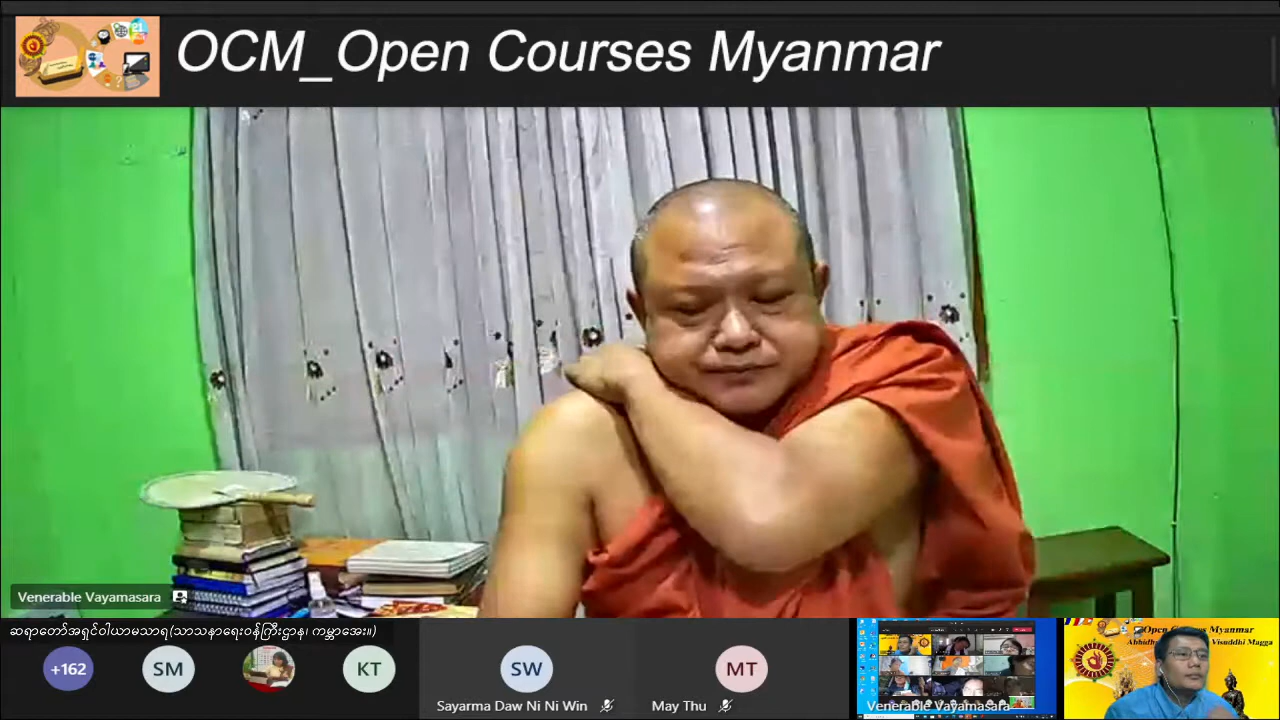 OCM_Open Courses Myanmar
Venerable Vayamasara
ဆရာတော်အရှင်ဝါယာမသာရ(သာသနာရေးဝန်ကြီးဌာန၊ ကမ္ဘာအေး။)
+162
SM
KT
SW
MT
Sayarma Daw Ni Ni Win
May Thu
Venerable Vayamasara
Open Courses Myanmar
Visuddhi Magga